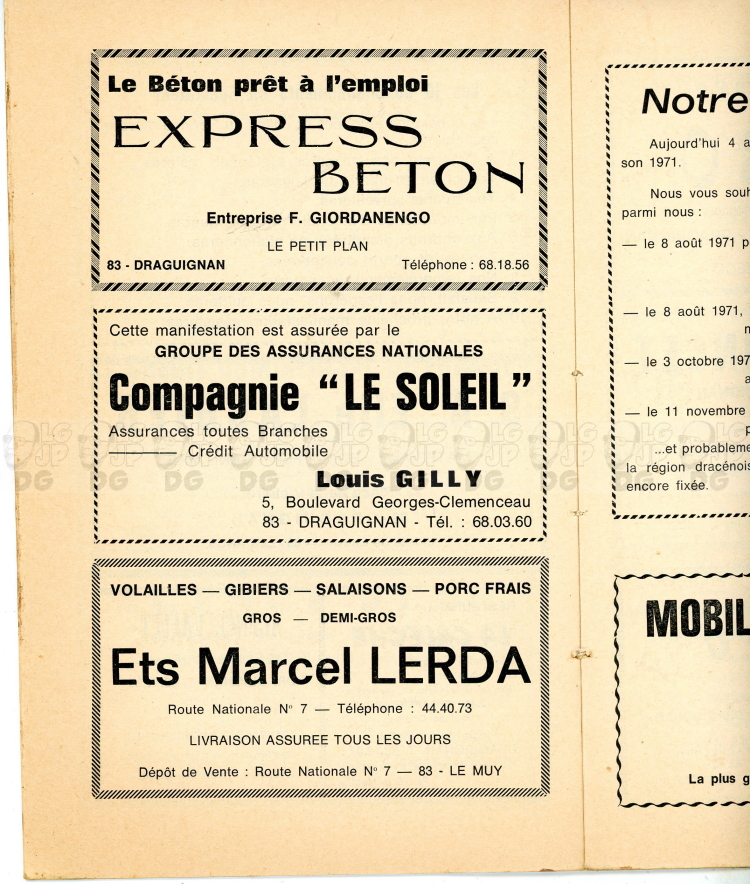 Le Béton prêt à l'emploi
EXPRESS
BETON
Entreprise F. GIORDANENGO
LE PETIT PLAN
83 - DRAGUIGNAN Téléphone : 68.18.56
Cette manifestation est assurée par le
GROUPE DES ASSURANCES NATIONALES
Compagnie “LE SOLEIL”
Assurances toutes Branches
——— Crédit Automobile
Louis GILLY
5, Boulevard Georges-Clemenceau
83 - DRAGUIGNAN - Tél. : 68.03.60
VOLAILLES — GIBIERS — SALAISONS — PORC FRAIS
GROS — DEMI-GROS
Ets Marcel LERDA
Route Nationale N° 7 — Téléphone : 44.40.73
LIVRAISON ASSUREE TOUS LES JOURS
Dépôt de Vente : Route Nationale N° 7 — 83 - LE MUY
Notre
Aujourd'hui 4 a
son 1971.
Nous vous souh
parmi nous :
— le 8 août 1971 p
— le 8 août 1971,
— le 3 octobre 197
— le 11 novembre
...et probableme
la région dracénois
encore fixée.
MOBIL
La plus g